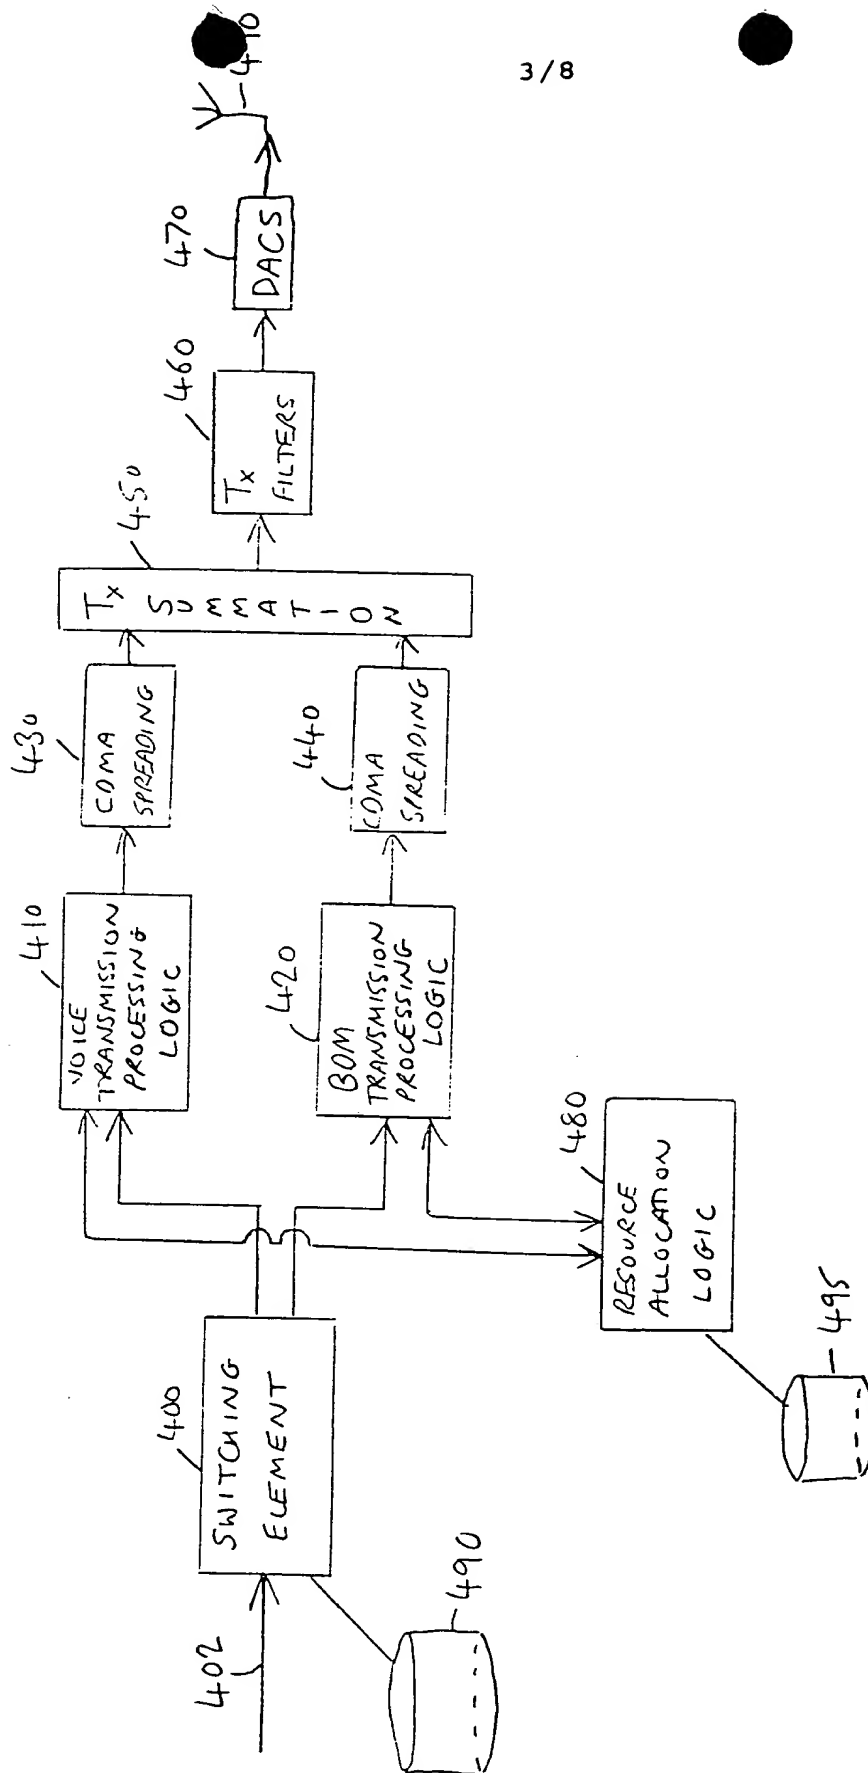 3/8
402
400
SWITCHING
ELEMENT
490
410
VOICE
TRANSMISSION
PROCESSING
LOGIC
420
BDM
TRANSMISSION
PROCESSING
LOGIC
480
RESOURCE
ALLOCATION
LOGIC
495
430
CDMA
SPREADING
440
CDMA
SPREADING
450
Tx
SUMMATION
460
Tx
FILTERS
470
DACS